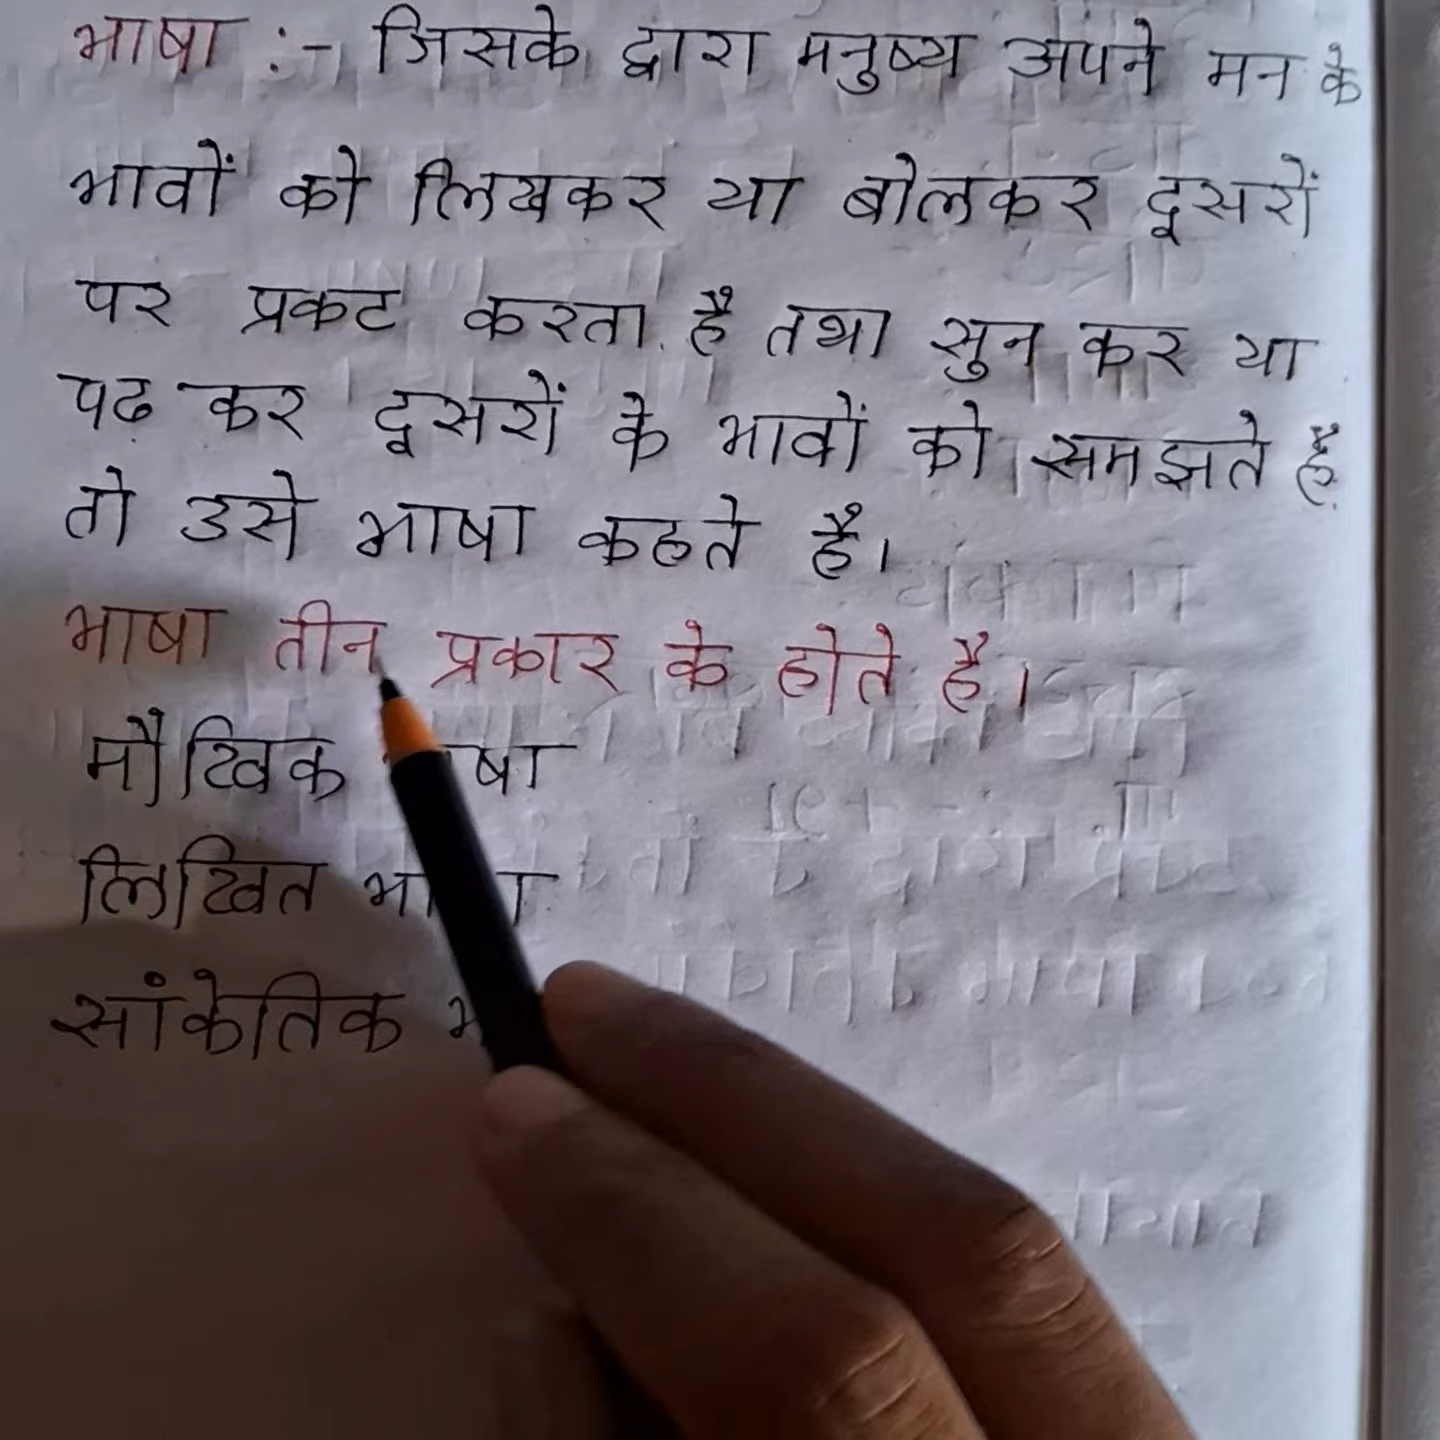 भाषा :- जिसके द्वारा मनुष्य अपने मन के
भावों को लिखकर या बोलकर दूसरों
पर प्रकट करता है तथा सुन कर या
पढ़ कर दूसरों के भावों को समझते है
तो उसे भाषा कहते है।
भाषा तीन प्रकार के होते है।
मौखिक
लिखित
सांकेतिक